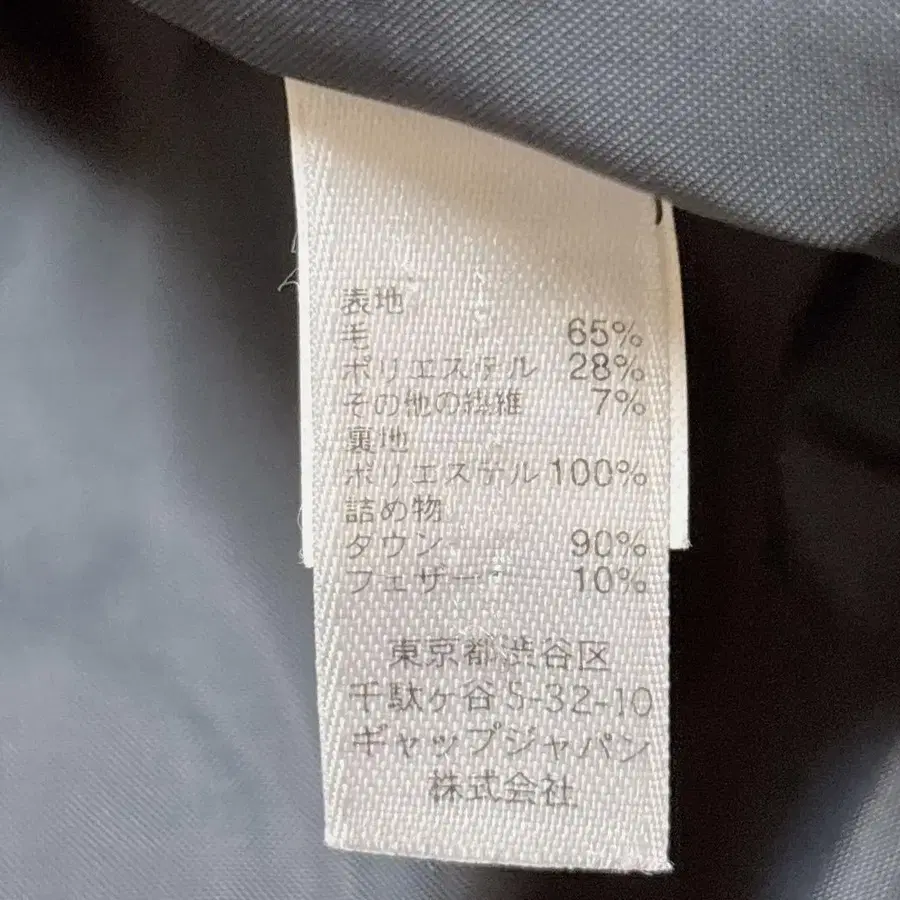 表地
毛 65%
ポリエステル 28%
その他の繊維 7%
裏地
ポリエステル 100%
詰め物
ダウン 90%
フェザー 10%
東京都渋谷区
千駄ヶ谷5-32-10
ギャップジャパン
株式会社